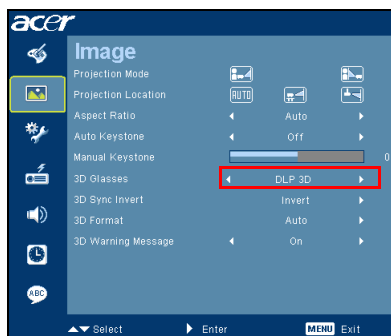 acer
Image
Projection Mode
Projection Location AUTO
Aspect Ratio Auto
Auto Keystone Off
Manual Keystone 0
3D Glasses DLP 3D
3D Sync Invert Invert
3D Format Auto
3D Warning Message On
ABC
Select Enter MENU Exit